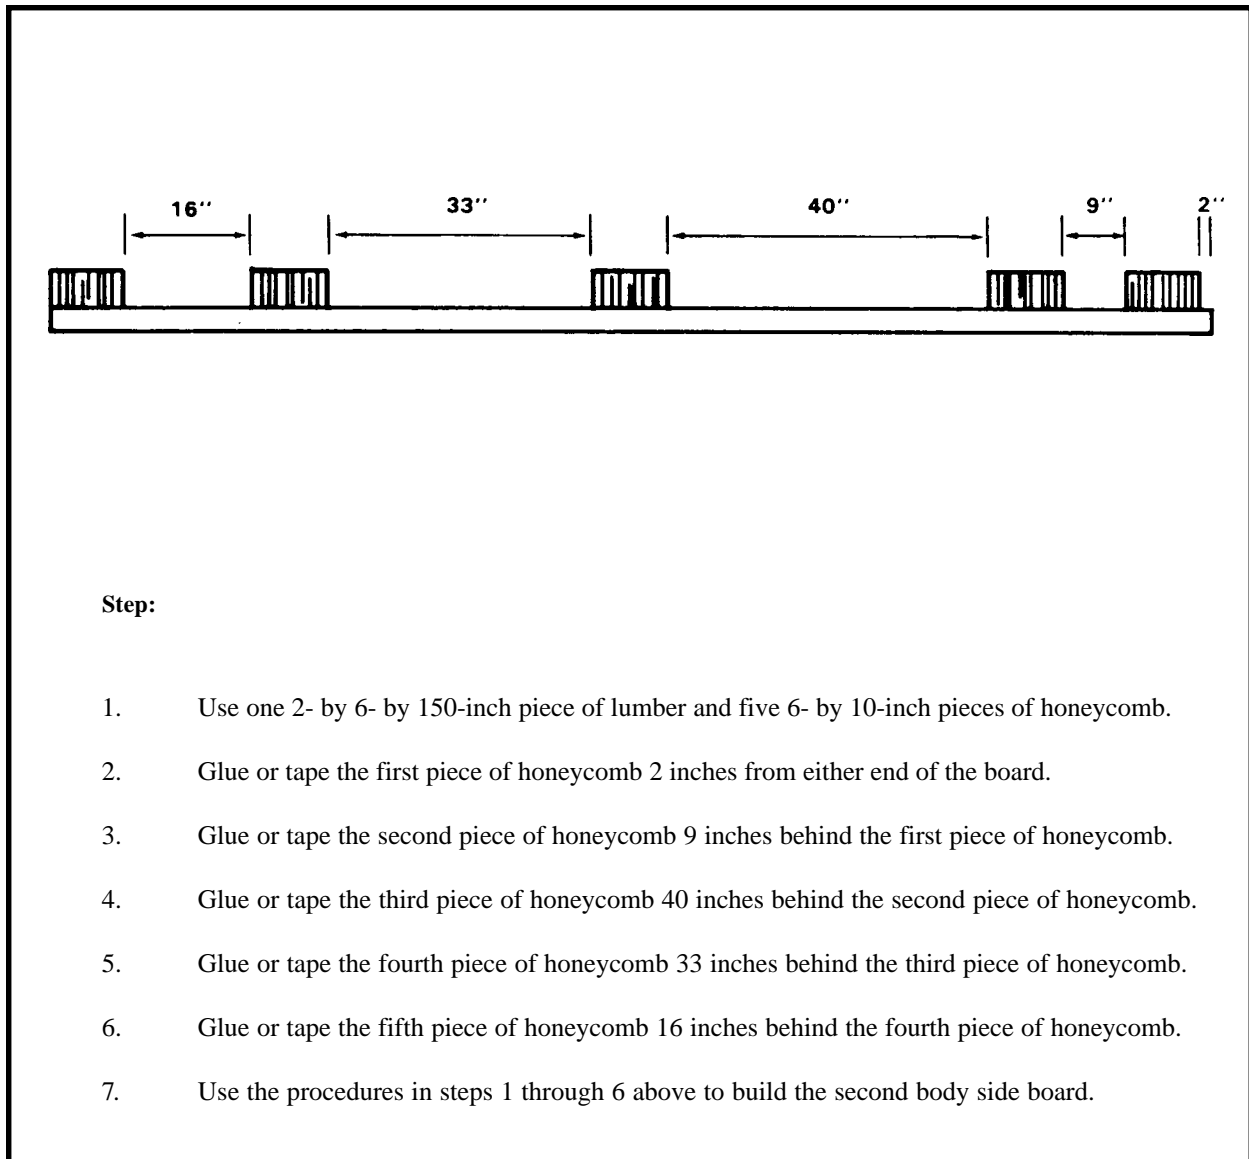 16'' 33'' 40'' 9'' 2''
Step:
1. Use one 2- by 6- by 150-inch piece of lumber and five 6- by 10-inch pieces of honeycomb.
2. Glue or tape the first piece of honeycomb 2 inches from either end of the board.
3. Glue or tape the second piece of honeycomb 9 inches behind the first piece of honeycomb.
4. Glue or tape the third piece of honeycomb 40 inches behind the second piece of honeycomb.
5. Glue or tape the fourth piece of honeycomb 33 inches behind the third piece of honeycomb.
6. Glue or tape the fifth piece of honeycomb 16 inches behind the fourth piece of honeycomb.
7. Use the procedures in steps 1 through 6 above to build the second body side board.